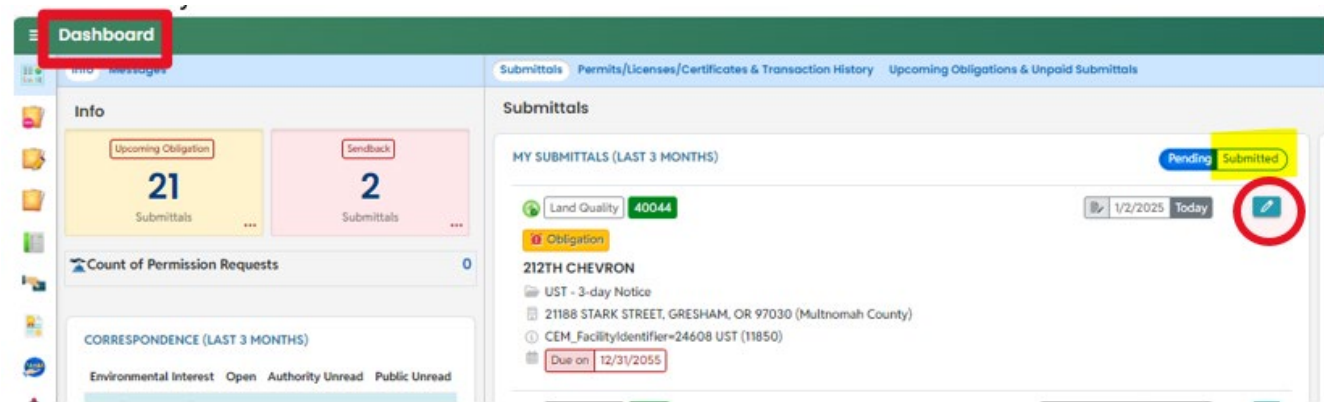 Dashboard
Info Messages
Submittals Permits/Licenses/Certificates & Transaction History Upcoming Obligations & Unpaid Submittals
Info
Upcoming Obligation
21
Submittals
...
Sendback
2
Submittals
...
Count of Permission Requests 0
CORRESPONDENCE (LAST 3 MONTHS)
Environmental Interest Open Authority Unread Public Unread
Submittals
MY SUBMITTALS (LAST 3 MONTHS) Pending Submitted
Land Quality 40044 1/2/2025 Today
Obligation
212TH CHEVRON
UST - 3-day Notice
21188 STARK STREET, GRESHAM, OR 97030 (Multnomah County)
CEM_FacilityIdentifier=24608 UST (11850)
Due on 12/31/2055